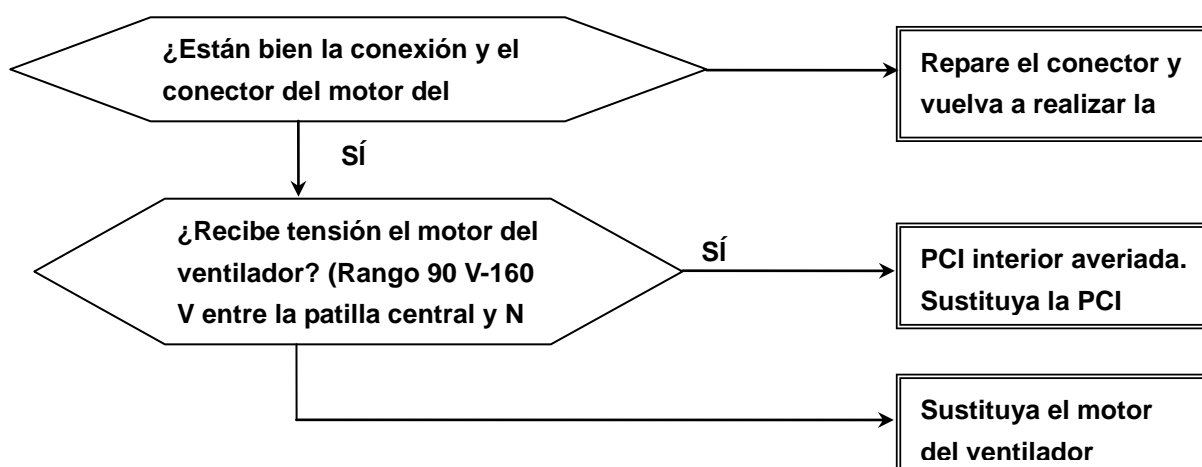 ¿Están bien la conexión y el
conector del motor del
Repare el conector y
vuelva a realizar la
SÍ
¿Recibe tensión el motor del
ventilador? (Rango 90 V-160
V entre la patilla central y N
SÍ
PCI interior averiada.
Sustituya la PCI
Sustituya el motor
del ventilador